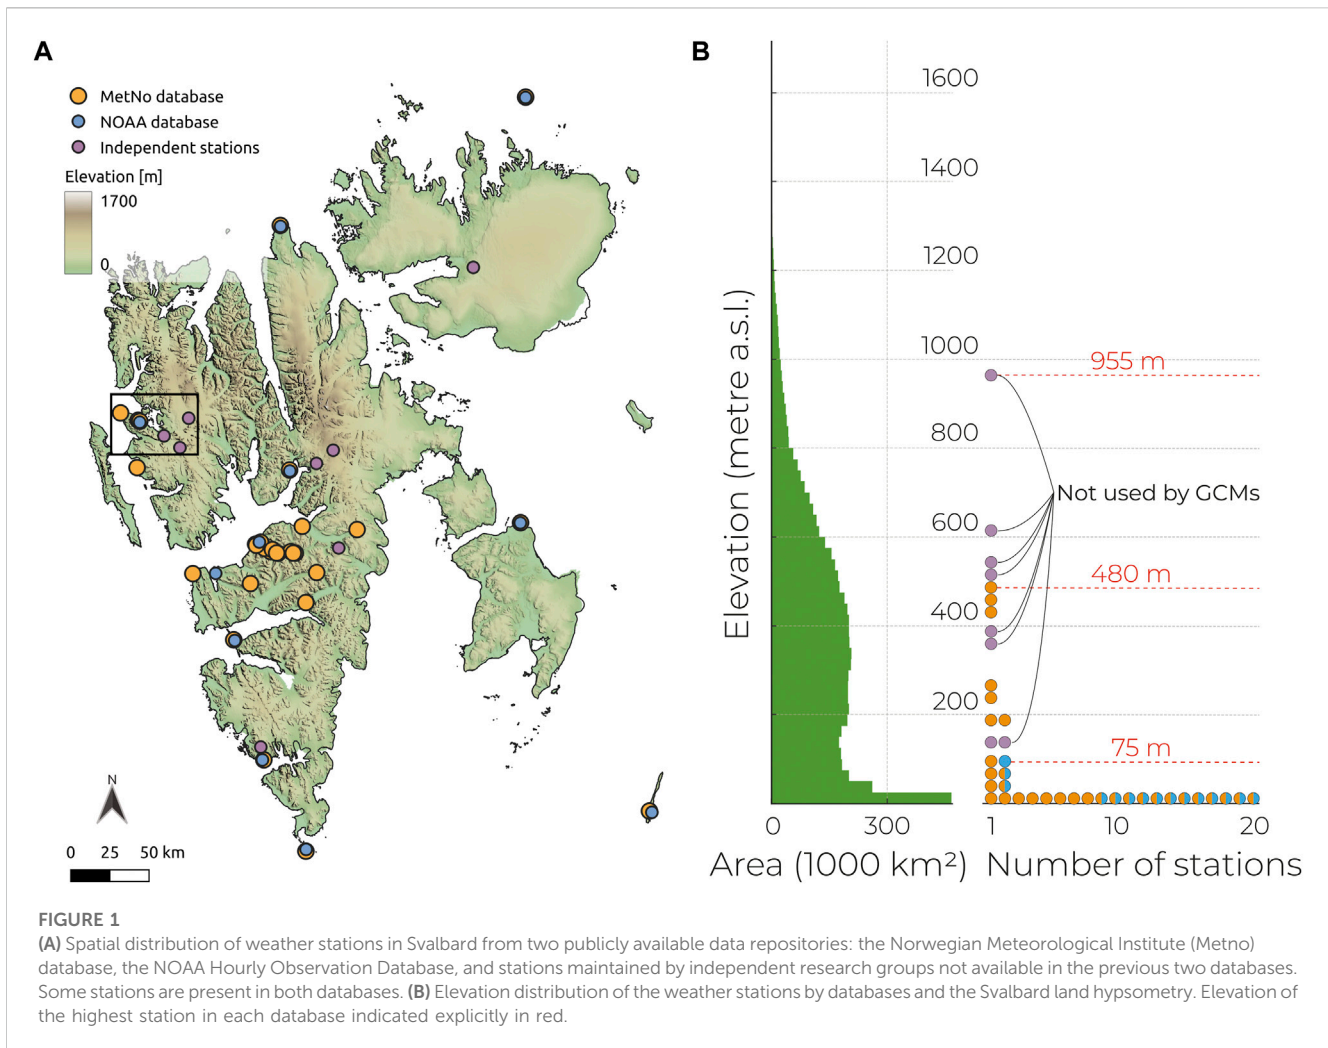 A
MetNo database
NOAA database
Independent stations
Elevation [m]
1700
0
N
0 25 50 km
B
Elevation (metre a.s.l.)
1600
1400
1200
1000
800
600
400
200
955 m
Not used by GCMs
480 m
75 m
0 300
Area (1000 km²)
1 10 20
Number of stations
FIGURE 1
(A) Spatial distribution of weather stations in Svalbard from two publicly available data repositories: the Norwegian Meteorological Institute (Metno)
database, the NOAA Hourly Observation Database, and stations maintained by independent research groups not available in the previous two databases.
Some stations are present in both databases. (B) Elevation distribution of the weather stations by databases and the Svalbard land hypsometry. Elevation of
the highest station in each database indicated explicitly in red.